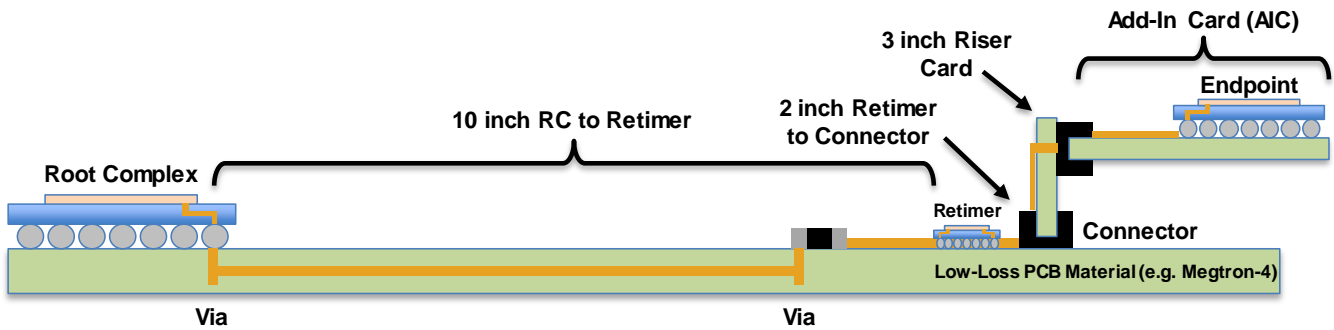 Add-In Card (AIC)
3 inch Riser
Card
Endpoint
10 inch RC to Retimer
2 inch Retimer
to Connector
Root Complex
Retimer
Connector
Low-Loss PCB Material (e.g. Megtron-4)
Via
Via